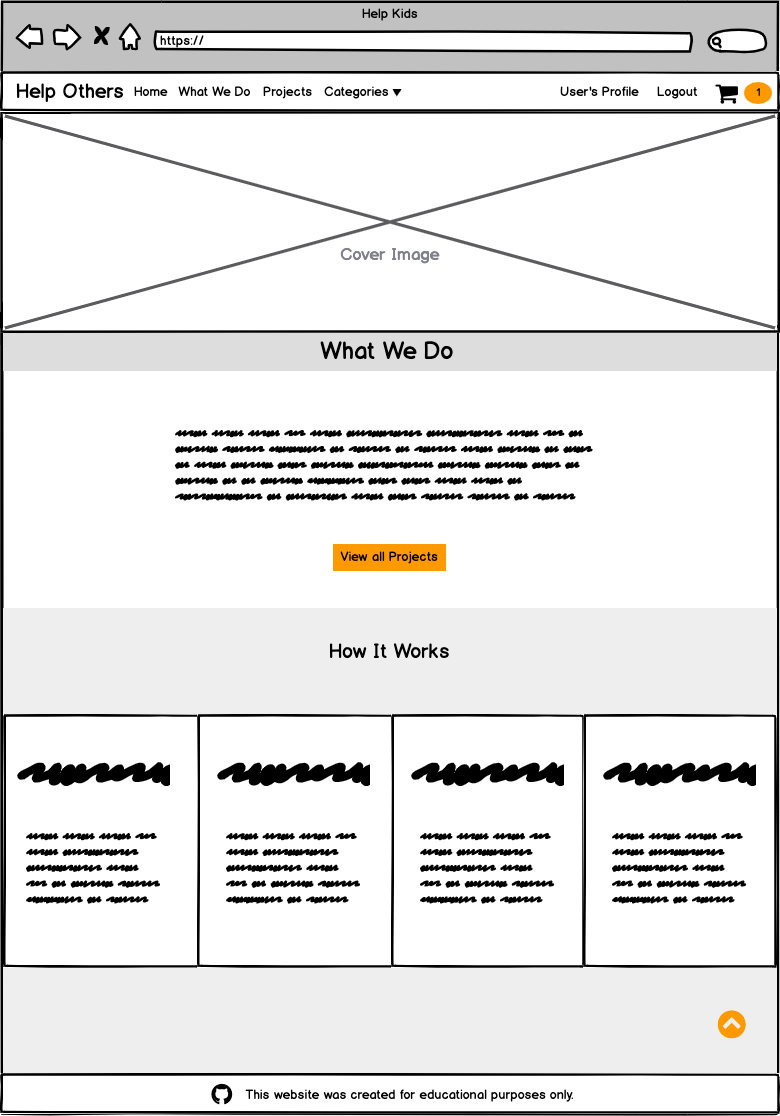 Help Kids
https://
Help Others Home What We Do Projects Categories ▼ User's Profile Logout 1
Cover Image
What We Do
View all Projects
How It Works
This website was created for educational purposes only.